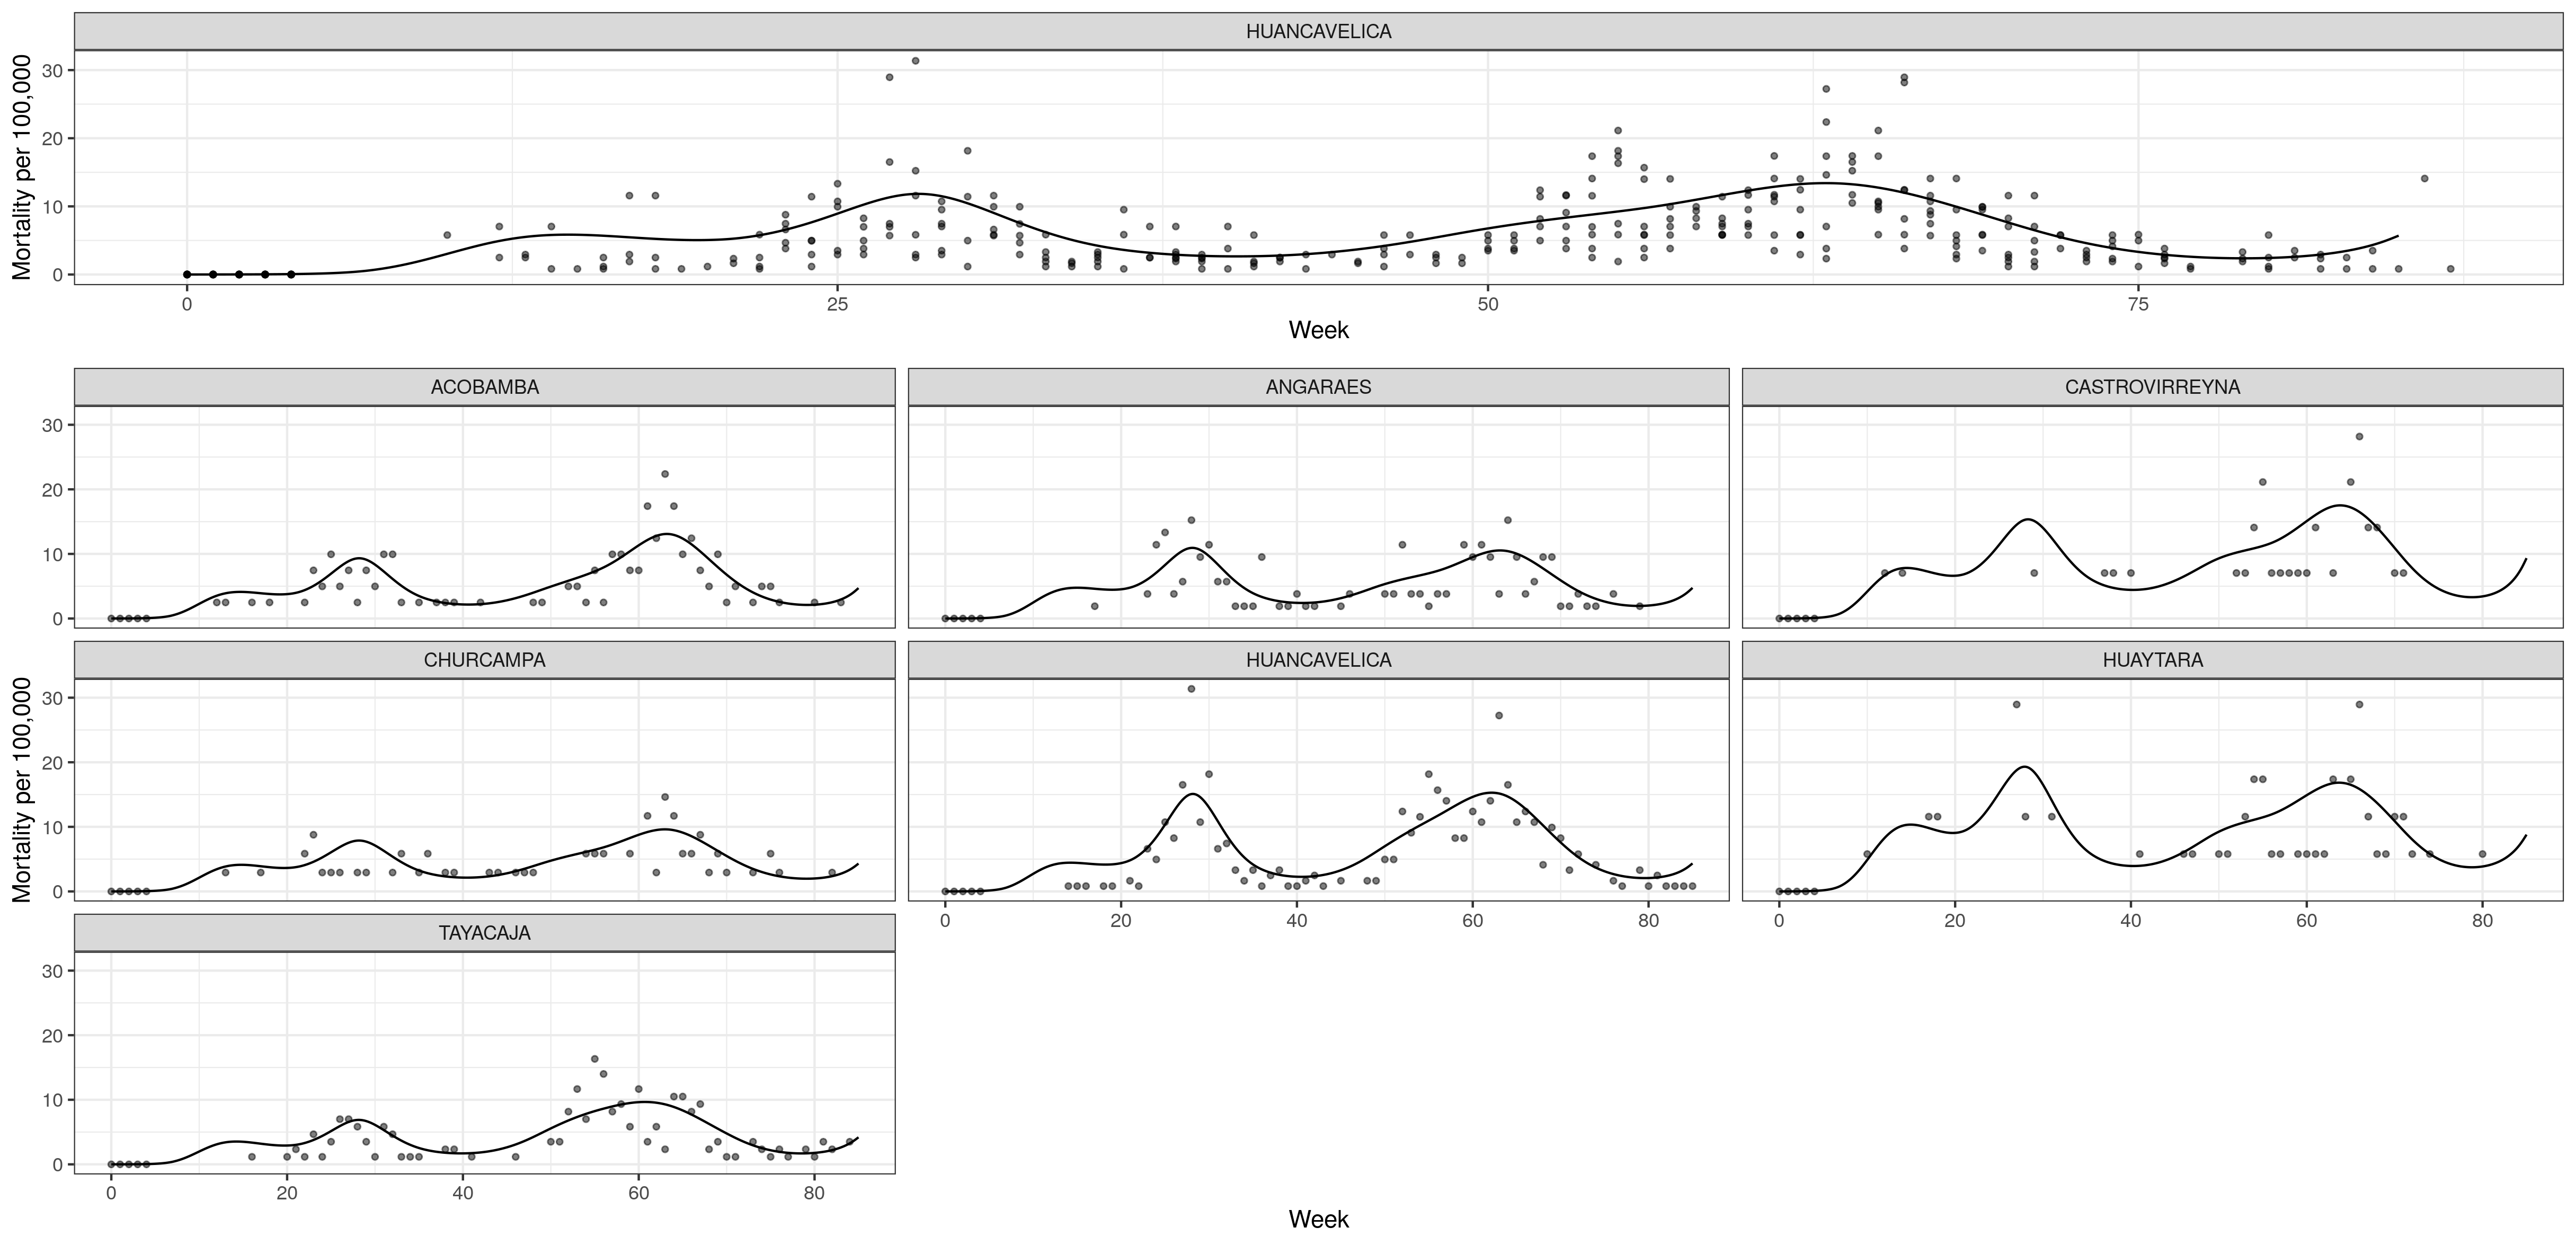 HUANCAVELICA
Mortality per 100,000
30
20
10
0
0 25 50 75
Week
ACOBAMBA ANGARAES CASTROVIRREYNA
30
20
10
0
CHURCAMPA HUANCAVELICA HUAYTARA
Mortality per 100,000
30
20
10
0
0 20 40 60 80 0 20 40 60 80
TAYACAJA
30
20
10
0
0 20 40 60 80
Week